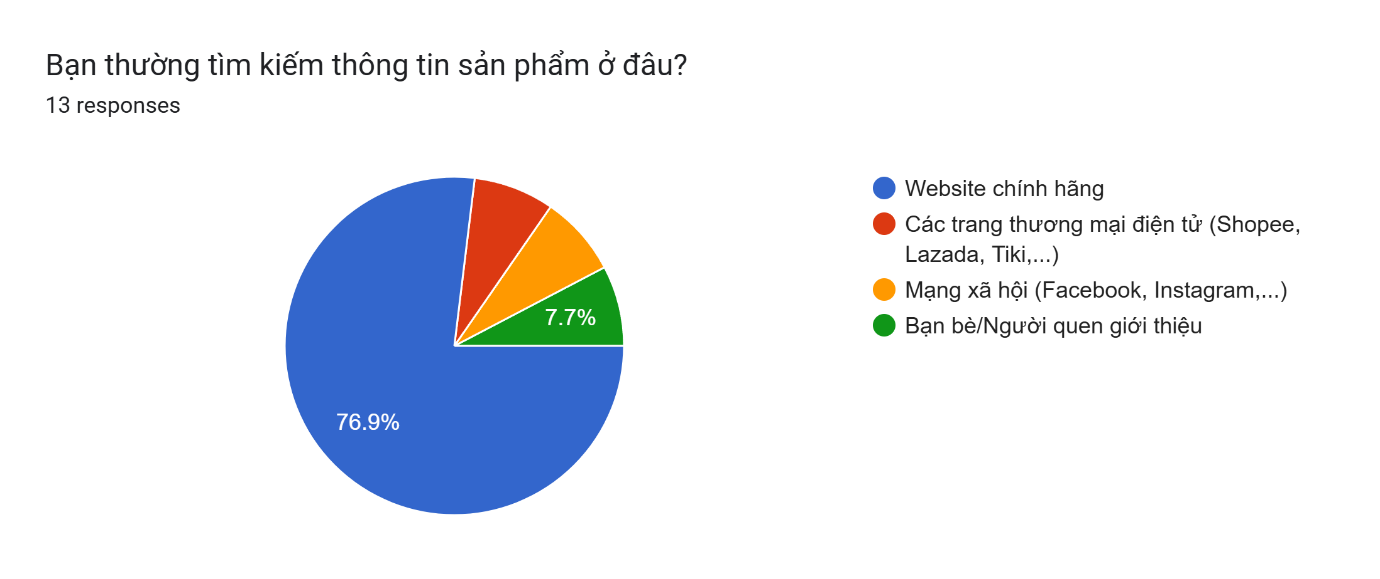 Bạn thường tìm kiếm thông tin sản phẩm ở đâu?
13 responses
Website chính hãng
Các trang thương mại điện tử (Shopee,
Lazada, Tiki,...)
Mạng xã hội (Facebook, Instagram,...)
Bạn bè/Người quen giới thiệu
7.7%
76.9%